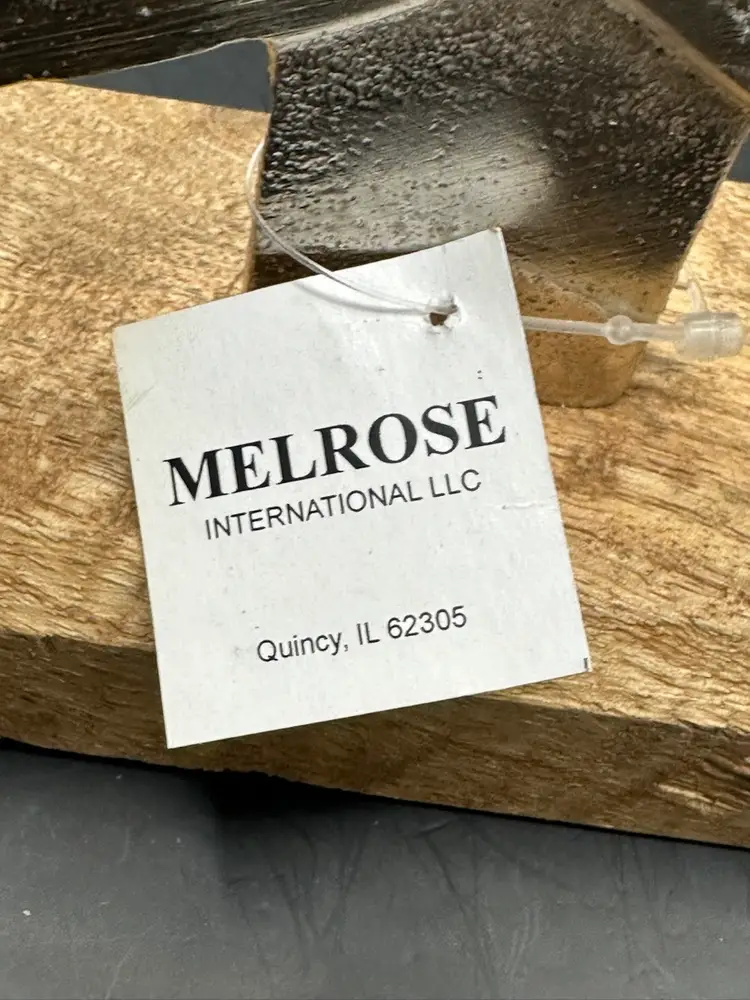 MELROSE
INTERNATIONAL LLC
Quincy, IL 62305